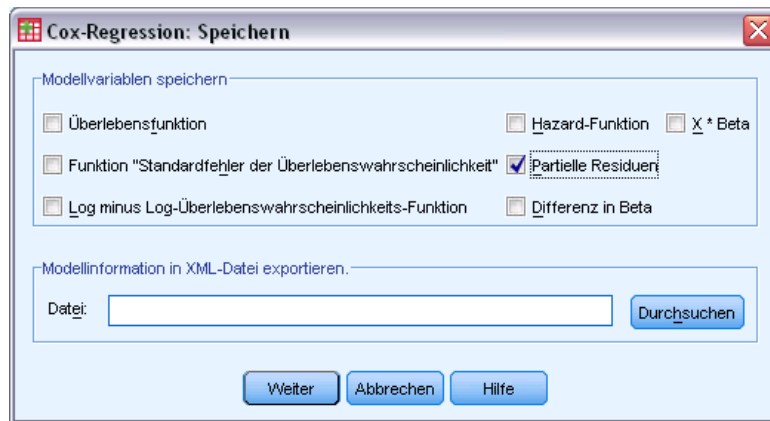 Cox-Regression: Speichern
Modellvariablen speichern
Überlebensfunktion
Hazard-Funktion
X * Beta
Funktion "Standardfehler der Überlebenswahrscheinlichkeit"
Partielle Residuen
Log minus Log-Überlebenswahrscheinlichkeits-Funktion
Differenz in Beta
Modellinformation in XML-Datei exportieren.
Datei:
Durchsuchen
Weiter
Abbrechen
Hilfe